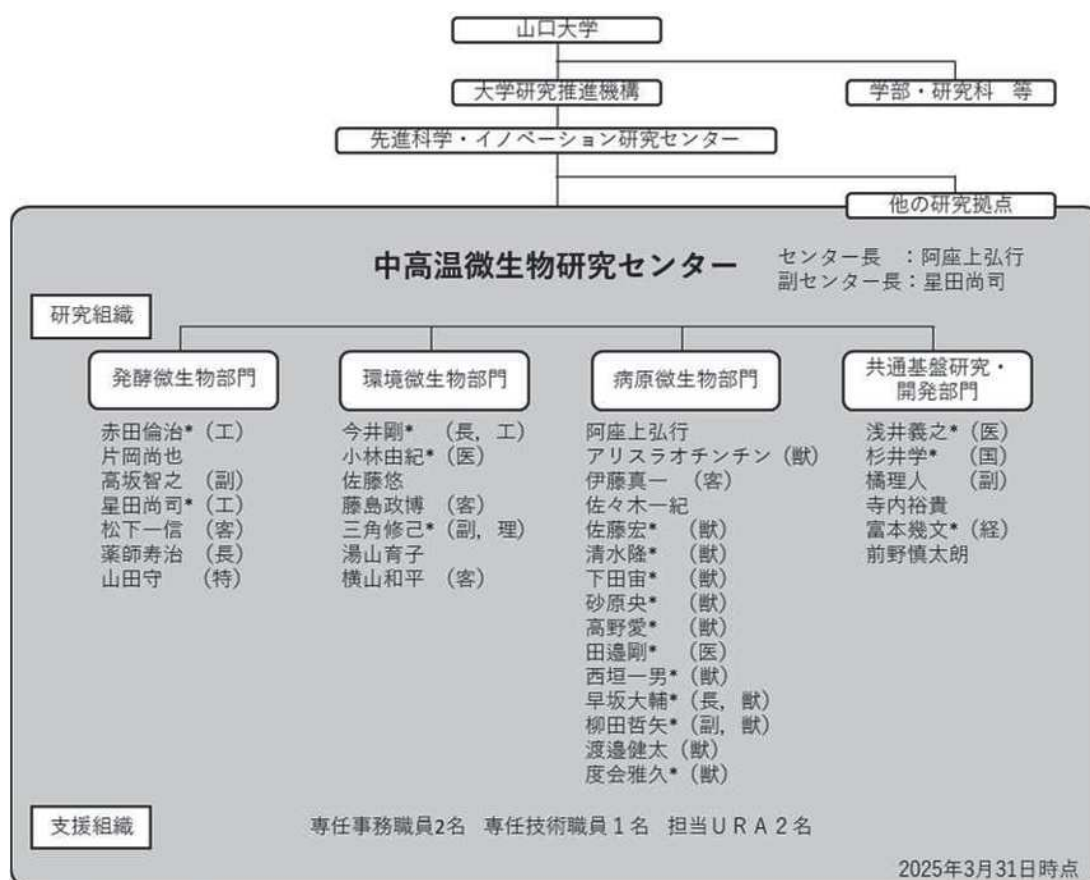 山口大学
大学研究推進機構
学部・研究科 等
先進科学・イノベーション研究センター
他の研究拠点
中高温微生物研究センター
センター長 :阿座上弘行
副センター長:星田尚司
研究組織
発酵微生物部門
赤田倫治*(工)
片岡尚也
高坂智之 (副)
星田尚司*(工)
松下一信(客)
薬師寿治(長)
山田守 (特)
環境微生物部門
今井剛* (長, 工)
小林由紀*(医)
佐藤悠
藤島政博 (客)
三角修己*(副, 理)
湯山育子
横山和平 (客)
病原微生物部門
阿座上弘行
アリスラオチンチン(獣)
伊藤真一 (客)
佐々木一紀
佐藤宏* (獣)
清水隆* (獣)
下田宙* (獣)
砂原央* (獣)
高野愛* (獣)
田邉剛* (医)
西垣一男*(獣)
早坂大輔*(長, 獣)
柳田哲矢*(副, 獣)
渡邉健太(獣)
度会雅久*(獣)
共通基盤研究・
開発部門
浅井義之*(医)
杉井学* (国)
橘理人 (副)
寺内裕貴
富本幾文*(経)
前野慎太朗
支援組織
専任事務職員2名 専任技術職員1名 担当URA2名
2025年3月31日時点